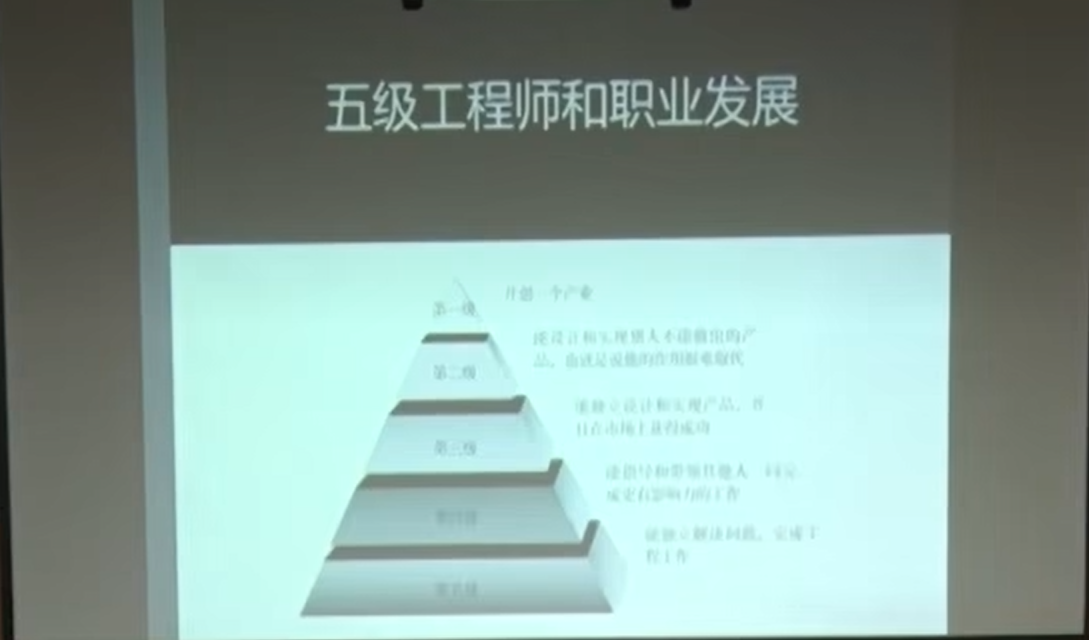 五级工程师和职业发展
第一级
开创一个产业
第二级
能设计和实现别人不能做出的产
品,也就是说他的作用很难取代
第三级
能独立设计和实现产品,并
且在市场上获得成功
第四级
能指导和带领其他人一同完
成更有影响力的工作
第五级
能独立解决问题,完成工
程工作